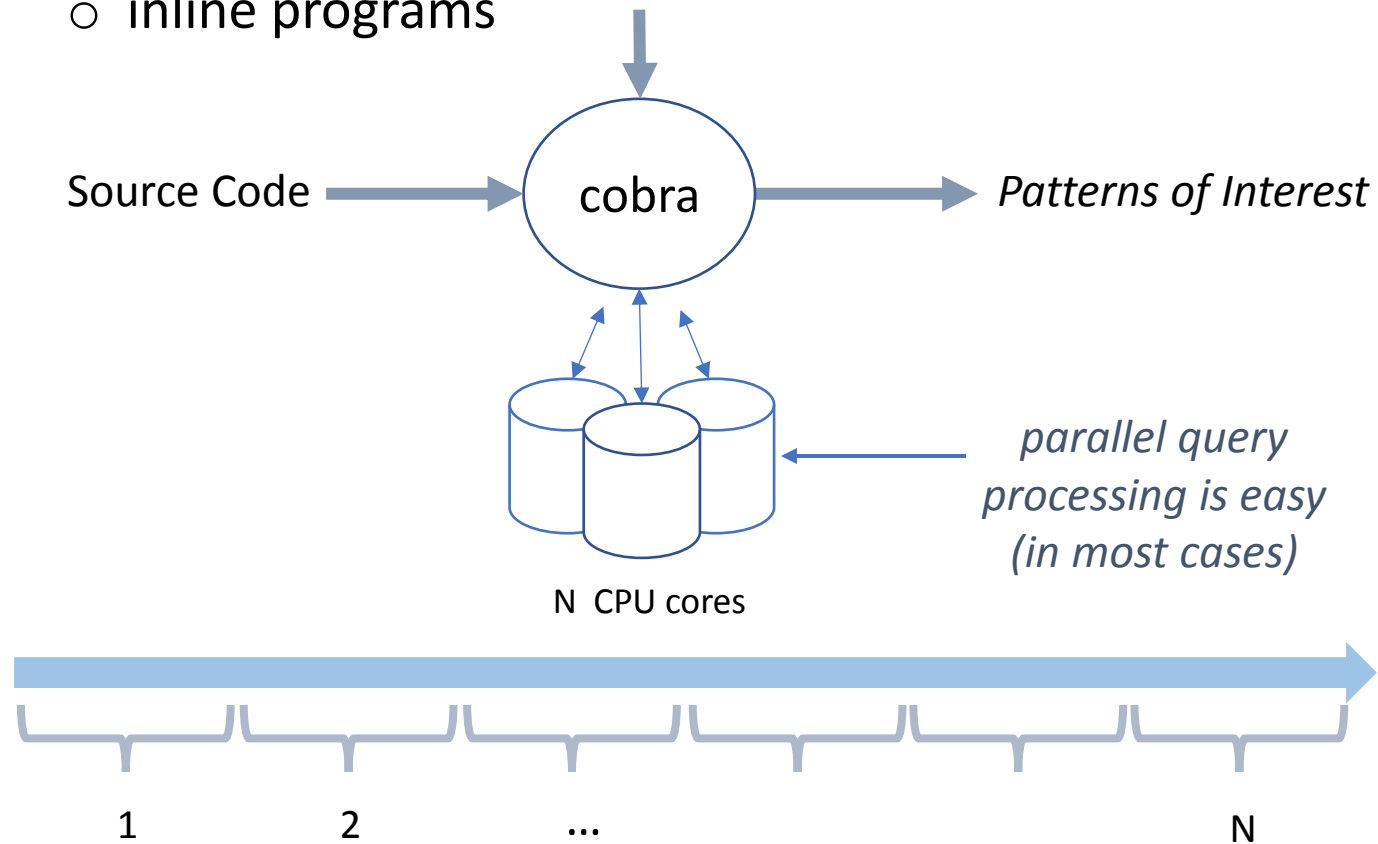 ○ inline programs
Source Code
cobra
Patterns of Interest
parallel query
processing is easy
(in most cases)
N CPU cores
1 2 ... N